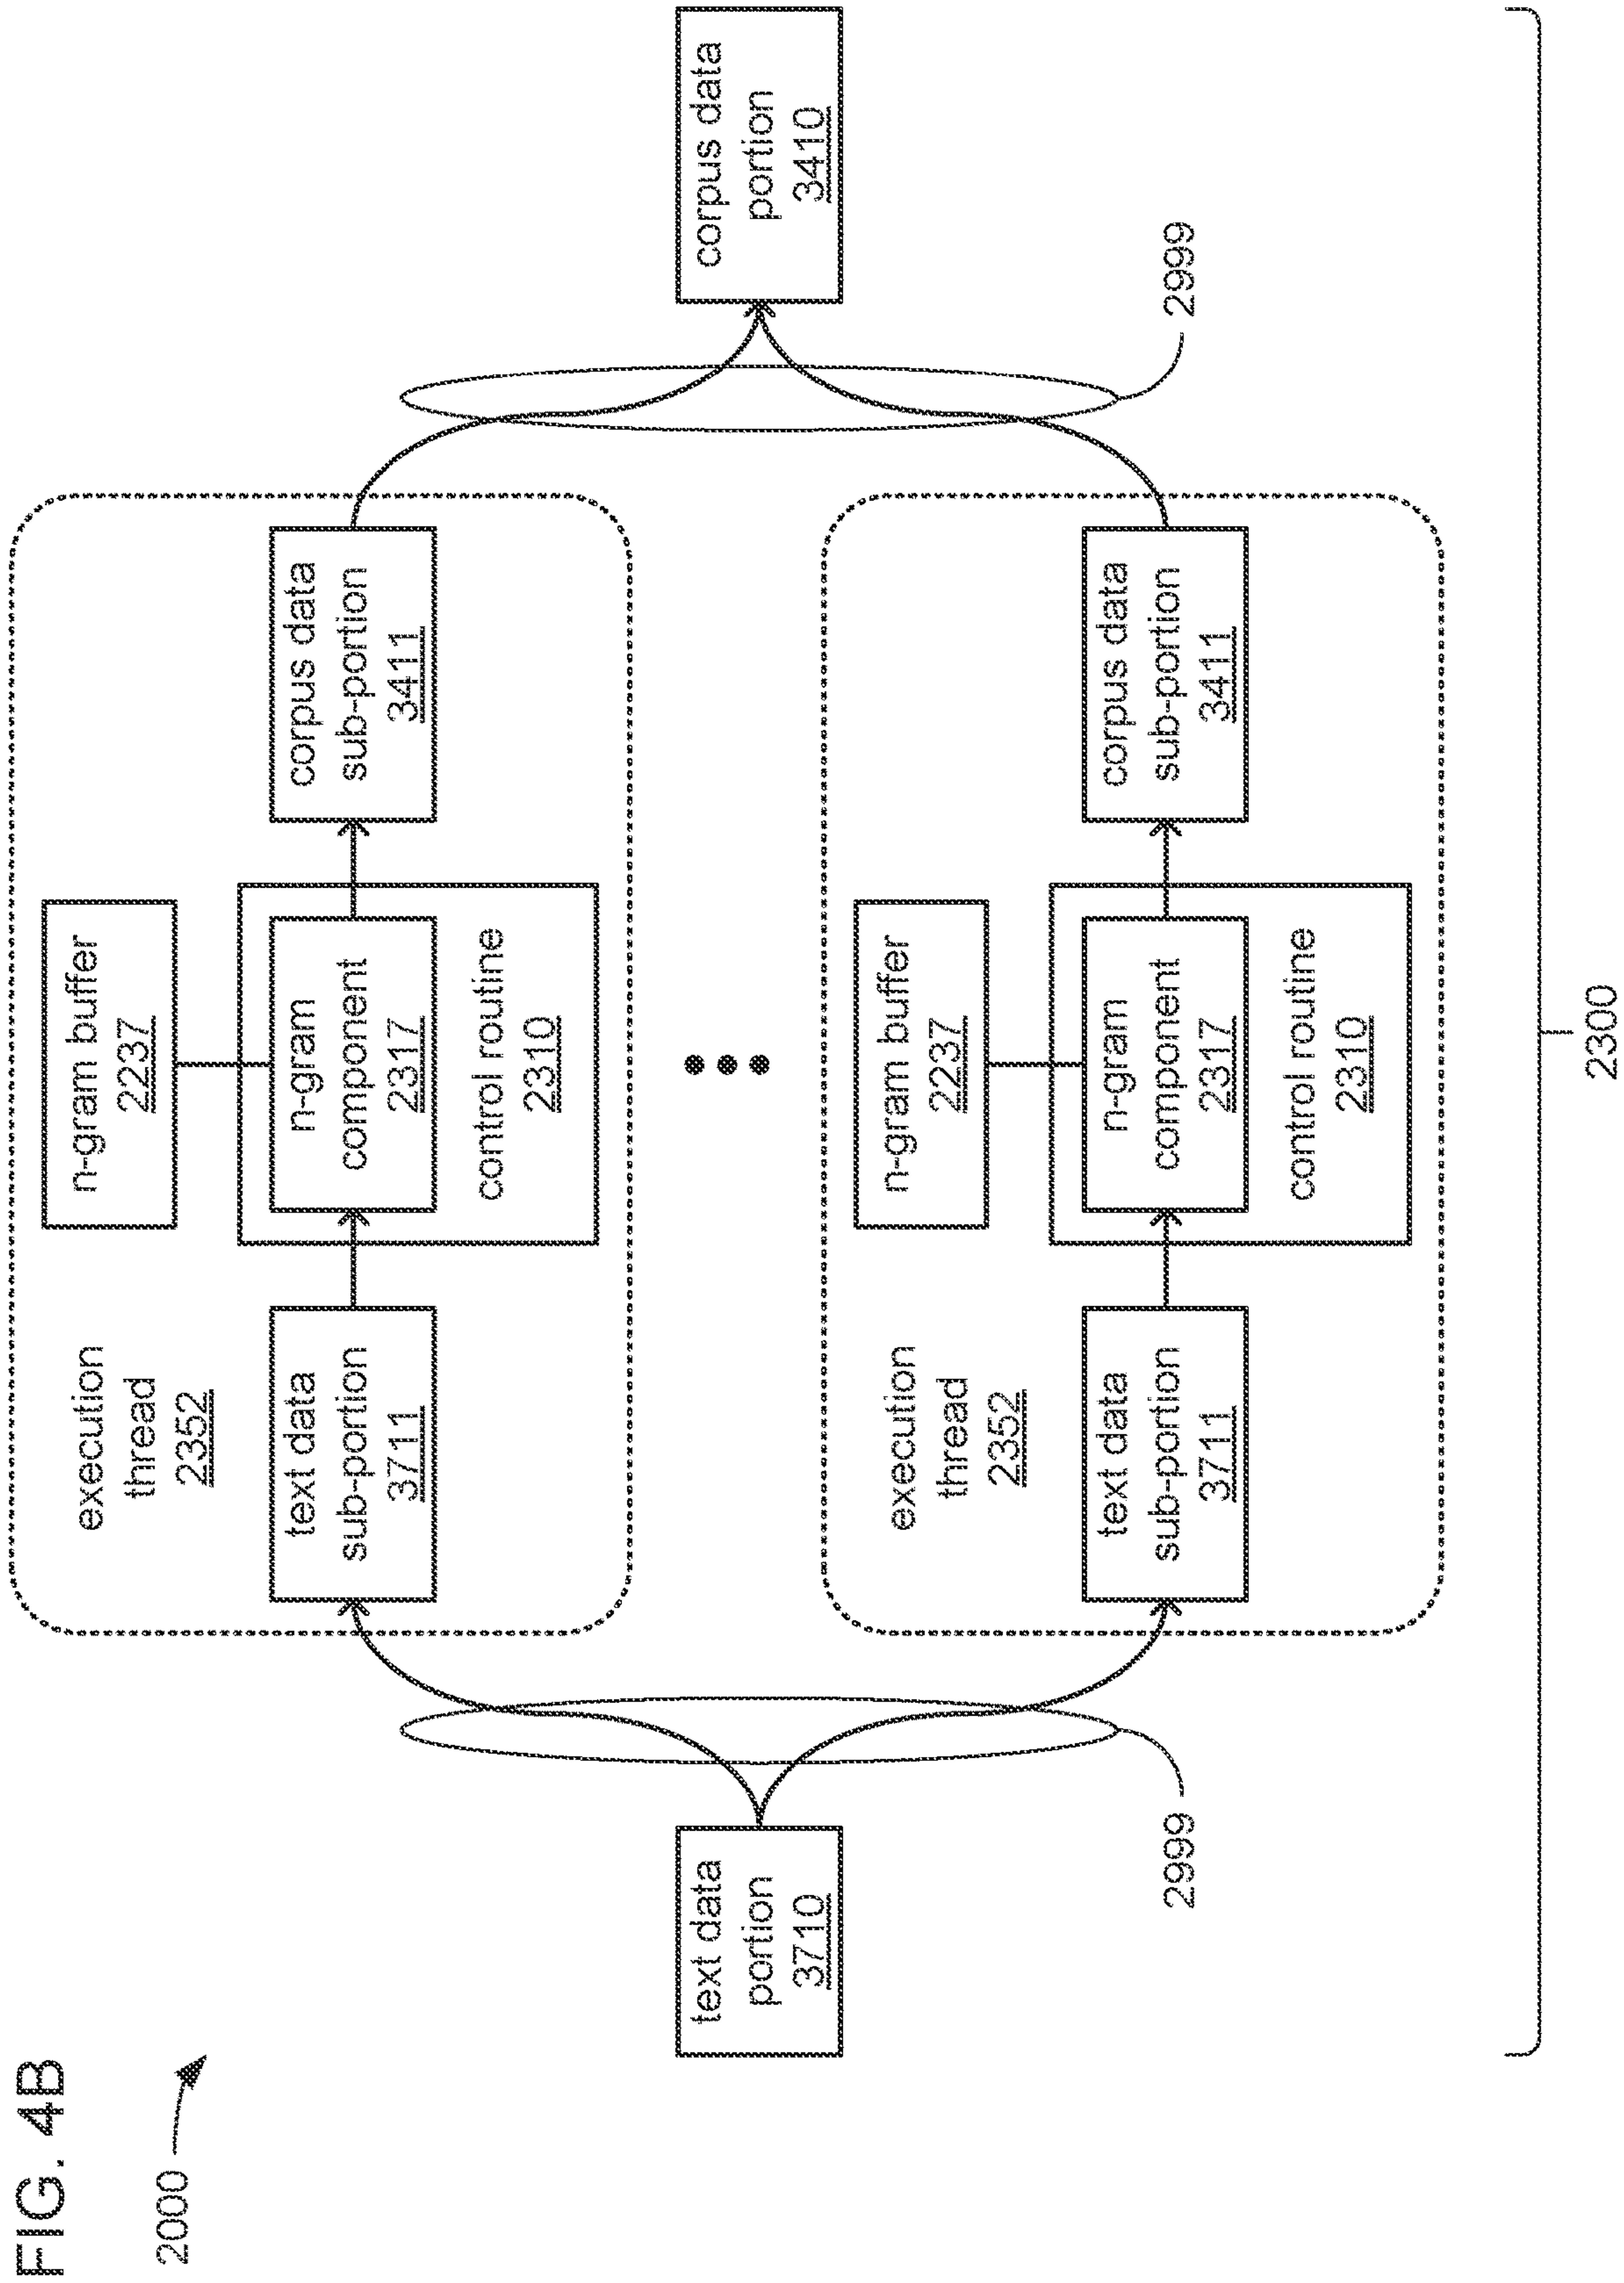 FIG. 4B
2000
execution
thread
2352
n-gram buffer
2237
text data
sub-portion
3711
n-gram
component
2317
control routine
2310
corpus data
sub-portion
3411
text data
portion
3710
corpus data
portion
3410
execution
thread
2352
n-gram buffer
2237
text data
sub-portion
3711
n-gram
component
2317
control routine
2310
corpus data
sub-portion
3411
2999
2999
2300